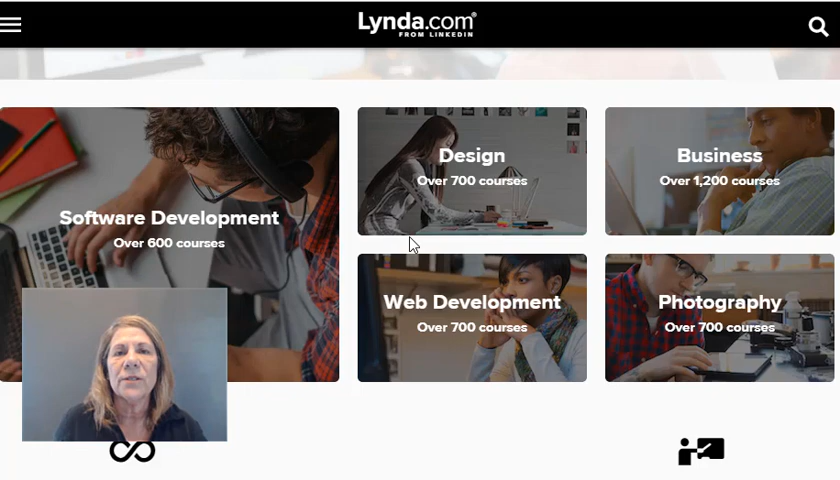 Lynda.com®
FROM LINKEDIN
Software Development
Over 600 courses
Design
Over 700 courses
Business
Over 1,200 courses
Web Development
Over 700 courses
Photography
Over 700 courses